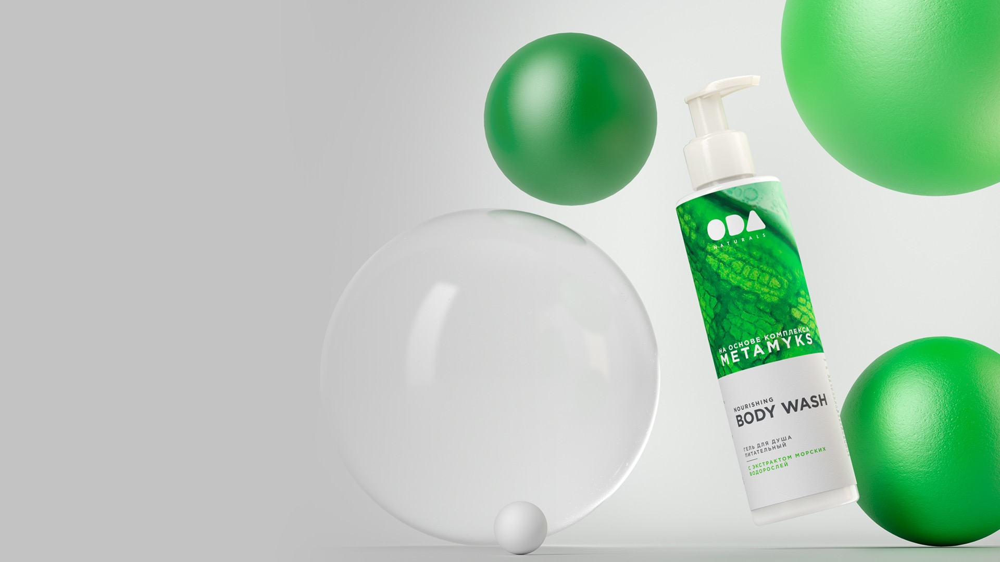 ODA
NATURALS
НА ОСНОВЕ КОМПЛЕКСА
METAMYKS
NOURISHING
BODY WASH
ГЕЛЬ ДЛЯ ДУША
ПИТАТЕЛЬНЫЙ
С ЭКСТРАКТОМ МОРСКИХ
ВОДОРОСЛЕЙ